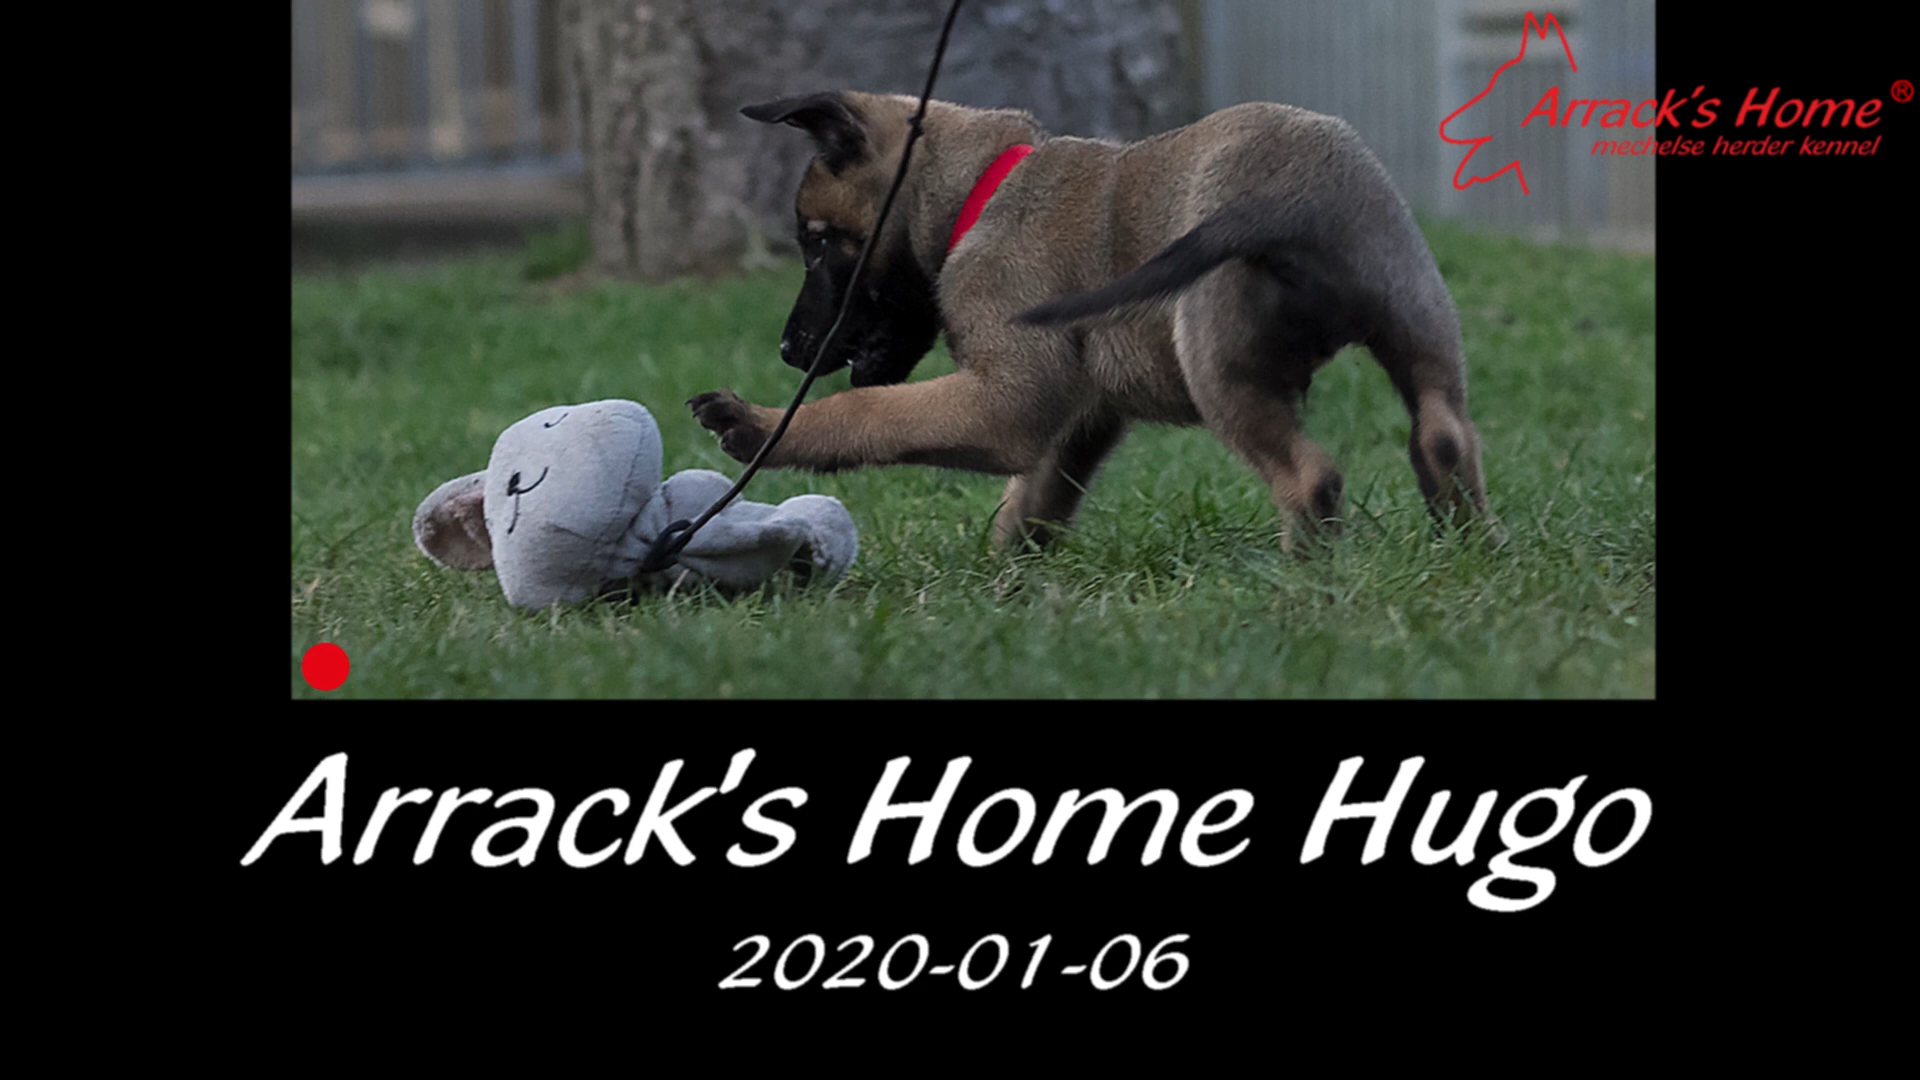 Arrack's Home ®
mechelse herder kennel
Arrack's Home Hugo
2020-01-06